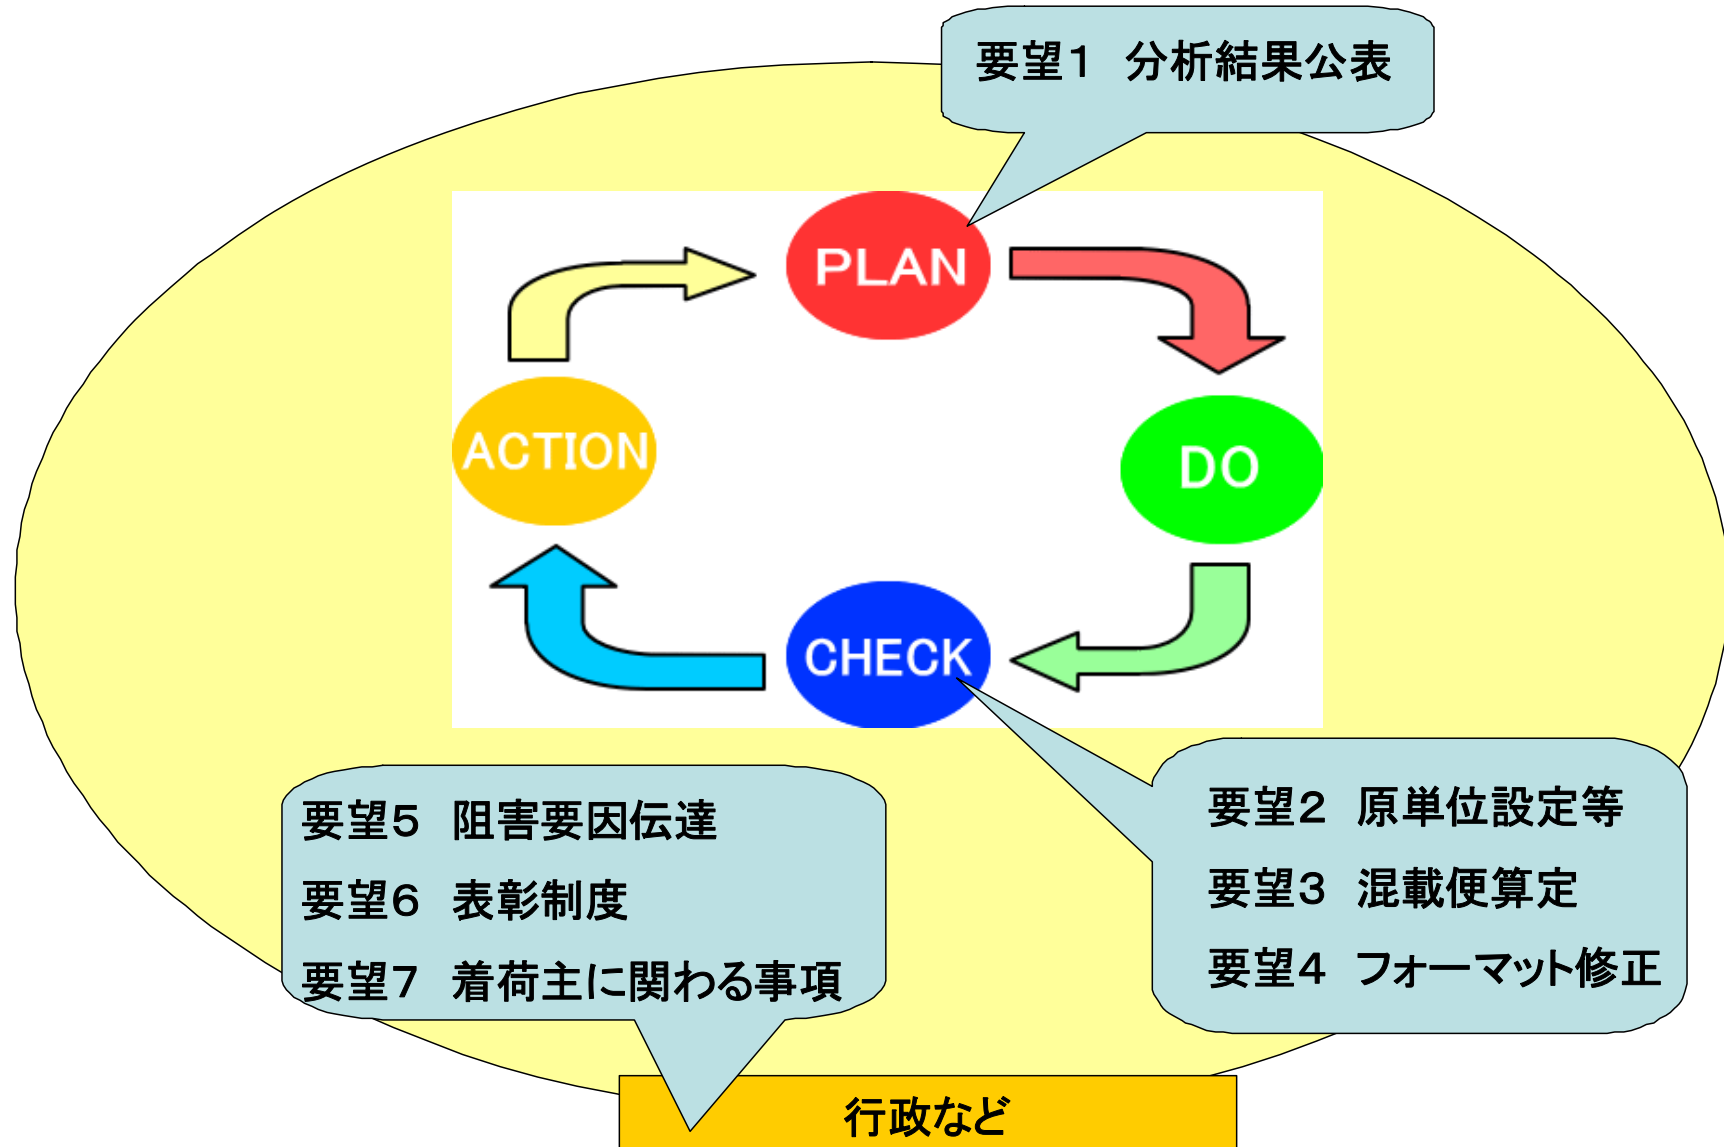 要望1　分析結果公表
PLAN
ACTION
DO
CHECK
要望5　阻害要因伝達
要望6　表彰制度
要望7　着荷主に関わる事項
要望2　原単位設定等
要望3　混載便算定
要望4　フォーマット修正
行政など